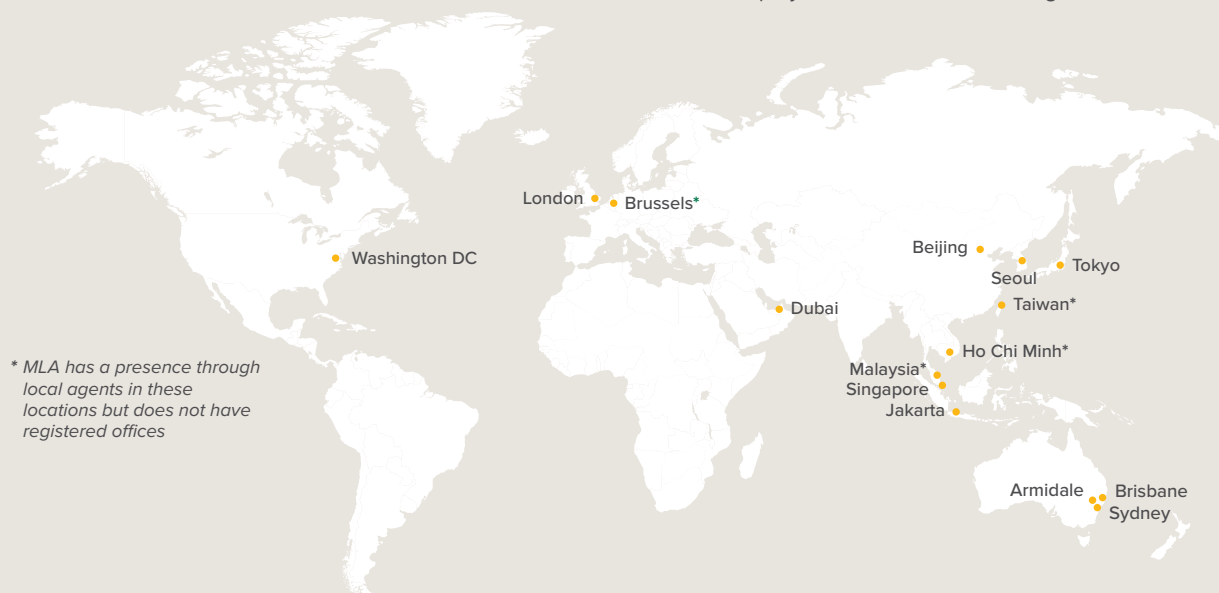 London
Brussels*
Washington DC
Beijing
Seoul
Tokyo
Dubai
Taiwan*
Ho Chi Minh*
Malaysia*
Singapore
Jakarta
* MLA has a presence through
local agents in these
locations but does not have
registered offices
Armidale
Brisbane
Sydney